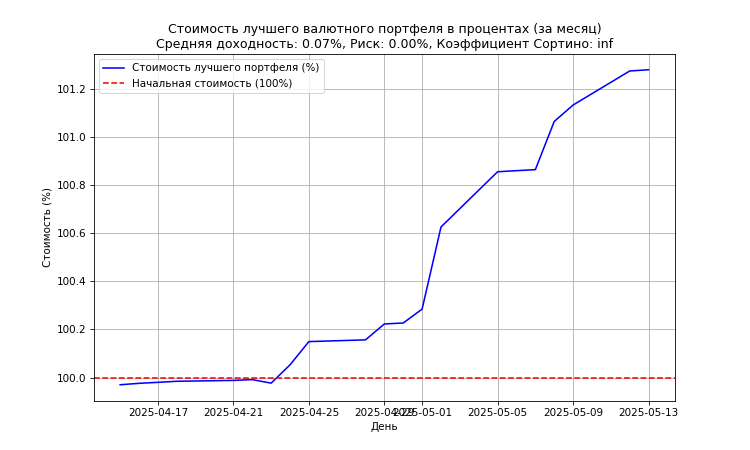 Стоимость лучшего валютного портфеля в процентах (за месяц)
Средняя доходность: 0.07%, Риск: 0.00%, Коэффициент Сортино: inf
Стоимость лучшего портфеля (%)
Начальная стоимость (100%)
Стоимость (%)
101.2
101.0
100.8
100.6
100.4
100.2
100.0
2025-04-17 2025-04-21 2025-04-25 2025-04-29 2025-05-01 2025-05-05 2025-05-09 2025-05-13
День